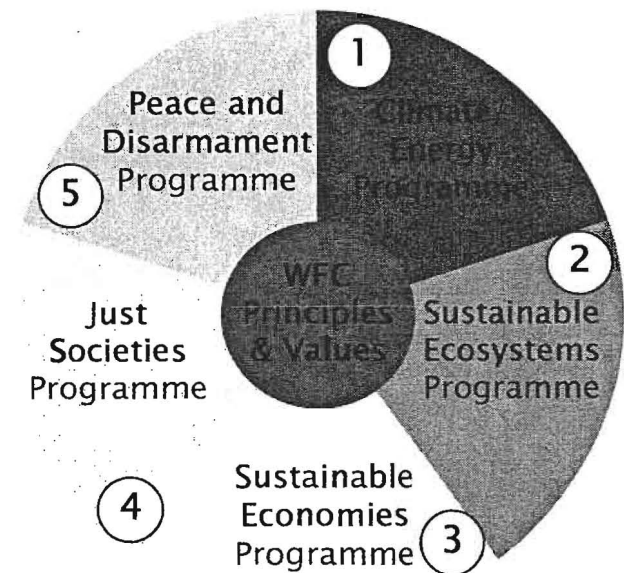 1
Climate/
Energy
Programme
2
Sustainable
Ecosystems
Programme
3
Sustainable
Economies
Programme
4
Just
Societies
Programme
5
Peace and
Disarmament
Programme
WFC
Principles
& Values